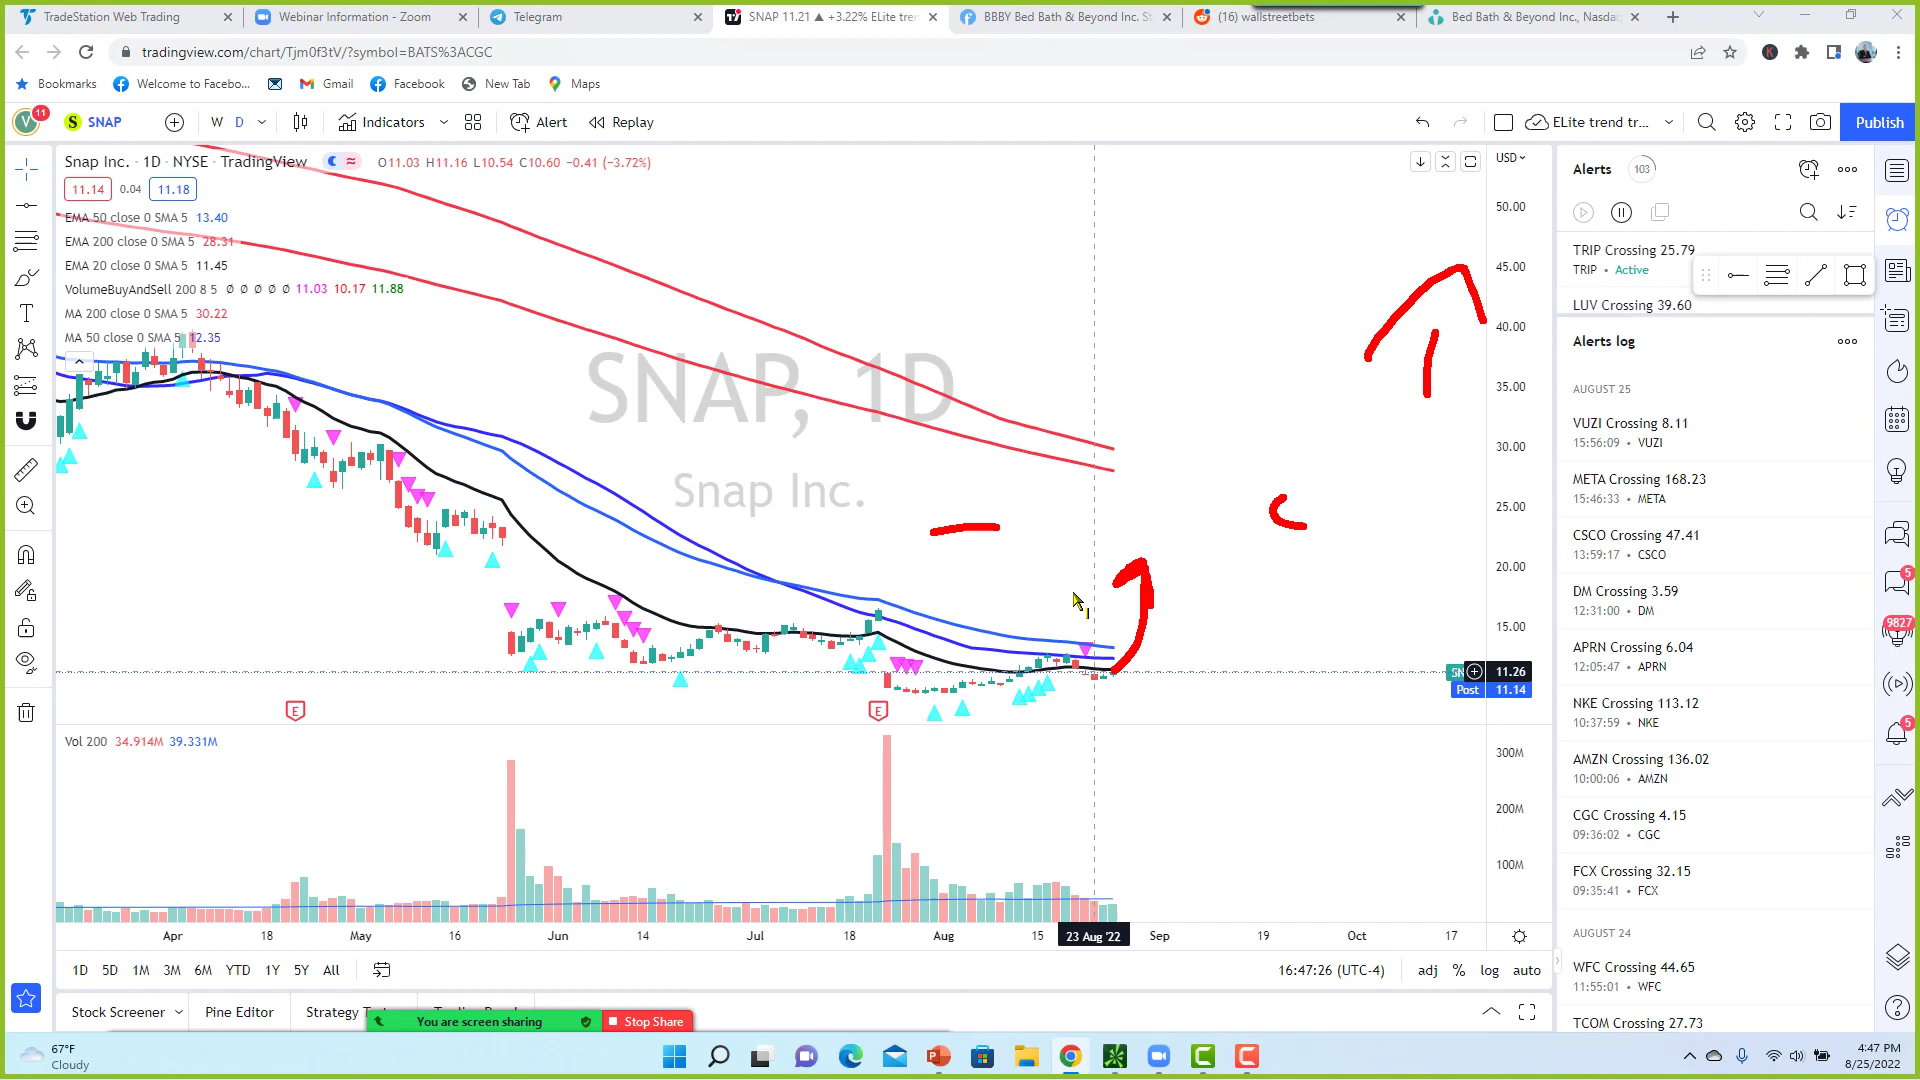 TradeStation Web Trading
Webinar Information - Zoom
Telegram
SNAP 11.21 ▲ +3.22% ELite tren
BBBY Bed Bath & Beyond Inc. St
(16) wallstreetbets
Bed Bath & Beyond Inc., Nasdaq
tradingview.com/chart/Tjm0f3tV/?symbol=BATS%3ACGC
Bookmarks
Welcome to Facebo...
Gmail
Facebook
New Tab
Maps
V 11
S SNAP
W D
Indicators
Alert
Replay
ELite trend tr...
Publish
Snap Inc. · 1D · NYSE · TradingView
O11.03 H11.16 L10.54 C10.60 −0.41 (−3.72%)
11.14 0.04 11.18
EMA 50 close 0 SMA 5 13.40
EMA 200 close 0 SMA 5 28.31
EMA 20 close 0 SMA 5 11.45
VolumeBuyAndSell 200 8 5 Ø Ø Ø Ø Ø 11.03 10.17 11.88
MA 200 close 0 SMA 5 30.22
MA 50 close 0 SMA 5 12.35
SNAP, 1D
Snap Inc.
USD
50.00
45.00
40.00
35.00
30.00
25.00
20.00
15.00
11.26
Post 11.14
E
E
Vol 200 34.914M 39.331M
300M
200M
100M
Apr 18 May 16 Jun 14 Jul 18 Aug 15 23 Aug '22 Sep 19 Oct 17
1D 5D 1M 3M 6M YTD 1Y 5Y All
16:47:26 (UTC-4)
adj % log auto
Stock Screener
Pine Editor
Strategy
You are screen sharing
Stop Share
Alerts 103
TRIP Crossing 25.79
TRIP • Active
LUV Crossing 39.60
Alerts log
AUGUST 25
VUZI Crossing 8.11
15:56:09 • VUZI
META Crossing 168.23
15:46:33 • META
CSCO Crossing 47.41
13:59:17 • CSCO
DM Crossing 3.59
12:31:00 • DM
APRN Crossing 6.04
12:05:47 • APRN
NKE Crossing 113.12
10:37:59 • NKE
AMZN Crossing 136.02
10:00:06 • AMZN
CGC Crossing 4.15
09:36:02 • CGC
FCX Crossing 32.15
09:35:41 • FCX
AUGUST 24
WFC Crossing 44.65
11:55:01 • WFC
TCOM Crossing 27.73
5
9827
5
67°F
Cloudy
4:47 PM
8/25/2022